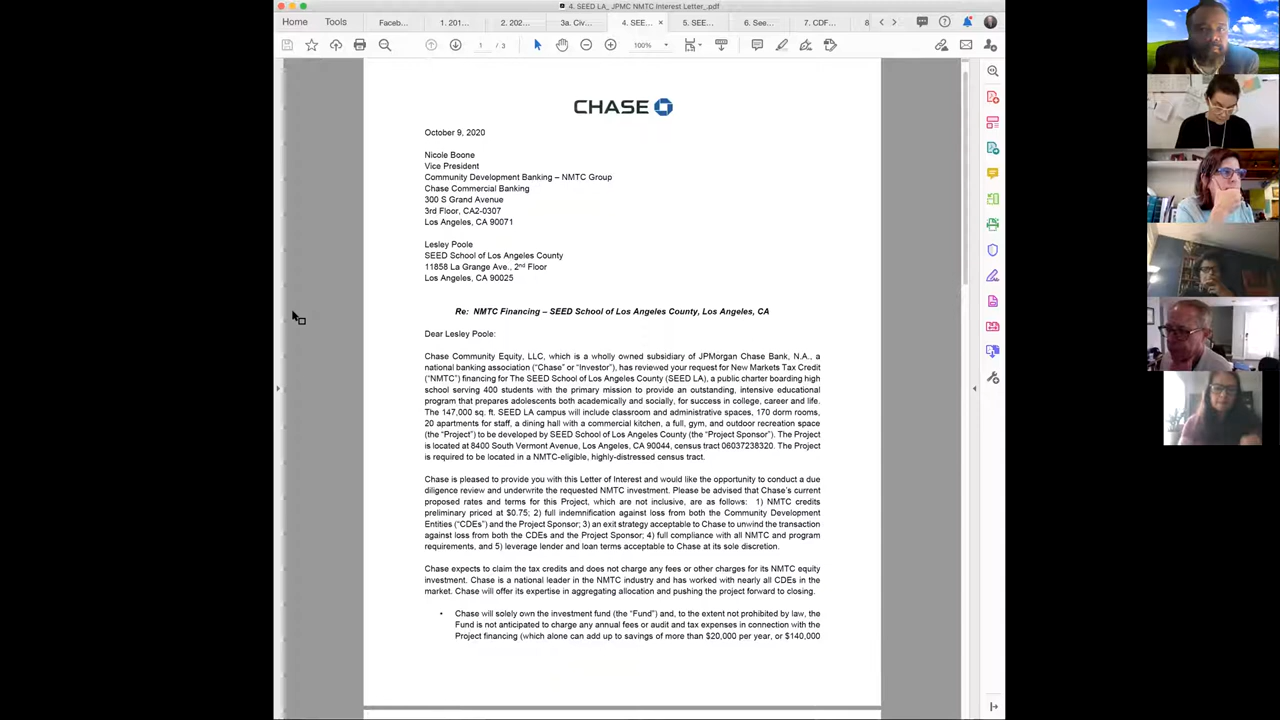 4. SEED LA_ JPMC NMTC Interest Letter_.pdf
Home Tools Faceb... 1. 201... 2. 202... 3a. Civ... 4. SEE... × 5. SEE... 6. See... 7. CDF... 8
1 / 3 100%
CHASE
October 9, 2020
Nicole Boone
Vice President
Community Development Banking – NMTC Group
Chase Commercial Banking
300 S Grand Avenue
3rd Floor, CA2-0307
Los Angeles, CA 90071
Lesley Poole
SEED School of Los Angeles County
11858 La Grange Ave., 2nd Floor
Los Angeles, CA 90025
Re: NMTC Financing – SEED School of Los Angeles County, Los Angeles, CA
Dear Lesley Poole:
Chase Community Equity, LLC, which is a wholly owned subsidiary of JPMorgan Chase Bank, N.A., a
national banking association ("Chase" or "Investor"), has reviewed your request for New Markets Tax Credit
("NMTC") financing for The SEED School of Los Angeles County (SEED LA), a public charter boarding high
school serving 400 students with the primary mission to provide an outstanding, intensive educational
program that prepares adolescents both academically and socially, for success in college, career and life.
The 147,000 sq. ft. SEED LA campus will include classroom and administrative spaces, 170 dorm rooms,
20 apartments for staff, a dining hall with a commercial kitchen, a full, gym, and outdoor recreation space
(the "Project") to be developed by SEED School of Los Angeles County (the "Project Sponsor"). The Project
is located at 8400 South Vermont Avenue, Los Angeles, CA 90044, census tract 06037238320. The Project
is required to be located in a NMTC-eligible, highly-distressed census tract.
Chase is pleased to provide you with this Letter of Interest and would like the opportunity to conduct a due
diligence review and underwrite the requested NMTC investment. Please be advised that Chase's current
proposed rates and terms for this Project, which are not inclusive, are as follows: 1) NMTC credits
preliminary priced at $0.75; 2) full indemnification against loss from both the Community Development
Entities ("CDEs") and the Project Sponsor; 3) an exit strategy acceptable to Chase to unwind the transaction
against loss from both the CDEs and the Project Sponsor; 4) full compliance with all NMTC and program
requirements, and 5) leverage lender and loan terms acceptable to Chase at its sole discretion.
Chase expects to claim the tax credits and does not charge any fees or other charges for its NMTC equity
investment. Chase is a national leader in the NMTC industry and has worked with nearly all CDEs in the
market. Chase will offer its expertise in aggregating allocation and pushing the project forward to closing.
• Chase will solely own the investment fund (the "Fund") and, to the extent not prohibited by law, the
Fund is not anticipated to charge any annual fees or audit and tax expenses in connection with the
Project financing (which alone can add up to savings of more than $20,000 per year, or $140,000